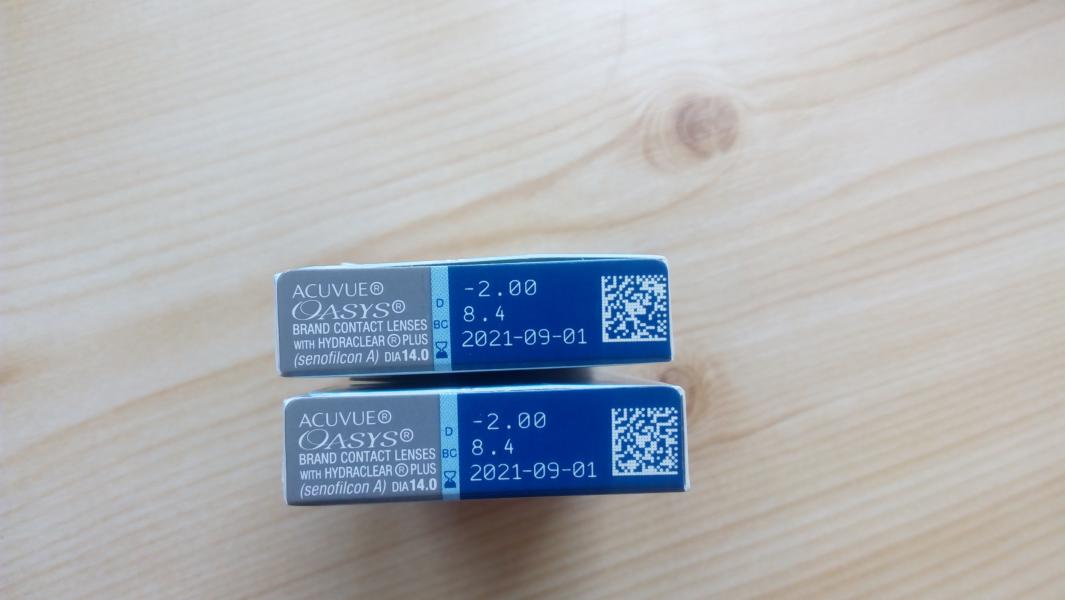 ACUVUE®
OASYS®
BRAND CONTACT LENSES
WITH HYDRACLEAR® PLUS
(senofilcon A) DIA14.0
D -2.00
BC 8.4
2021-09-01
ACUVUE®
OASYS®
BRAND CONTACT LENSES
WITH HYDRACLEAR® PLUS
(senofilcon A) DIA14.0
D -2.00
BC 8.4
2021-09-01